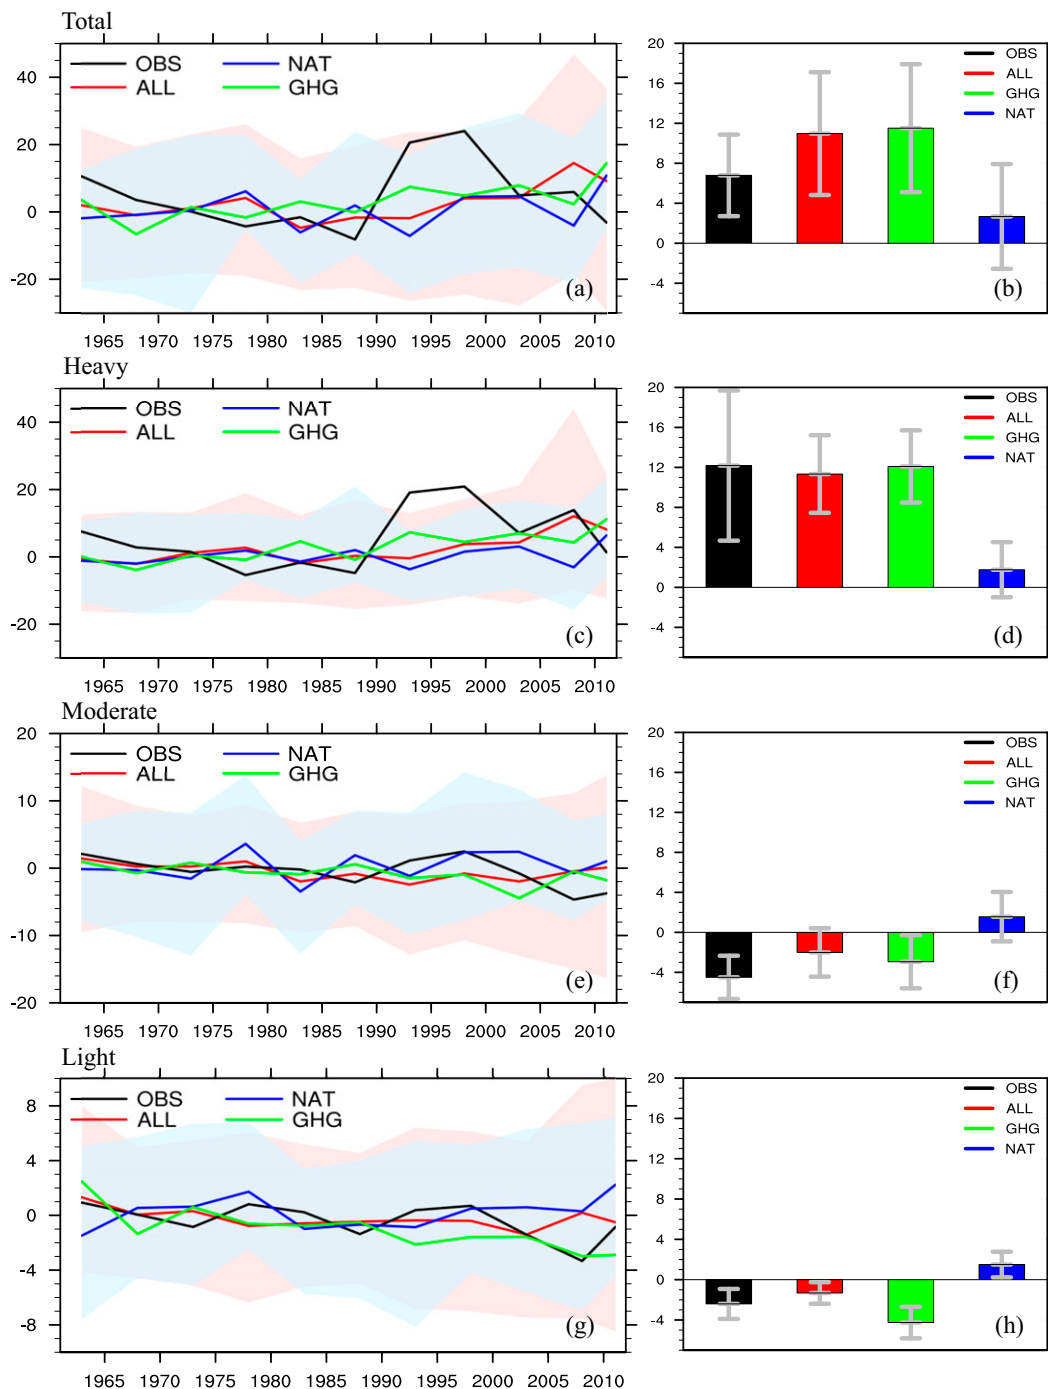 Total
OBS NAT
ALL GHG
40
20
0
-20
(a)
1965 1970 1975 1980 1985 1990 1995 2000 2005 2010
20
16
12
8
4
0
-4
OBS
ALL
GHG
NAT
(b)
Heavy
OBS NAT
ALL GHG
40
20
0
-20
(c)
1965 1970 1975 1980 1985 1990 1995 2000 2005 2010
20
16
12
8
4
0
-4
OBS
ALL
GHG
NAT
(d)
Moderate
OBS NAT
ALL GHG
20
10
0
-10
-20
(e)
1965 1970 1975 1980 1985 1990 1995 2000 2005 2010
20
16
12
8
4
0
-4
OBS
ALL
GHG
NAT
(f)
Light
OBS NAT
ALL GHG
8
4
0
-4
-8
(g)
1965 1970 1975 1980 1985 1990 1995 2000 2005 2010
20
16
12
8
4
0
-4
OBS
ALL
GHG
NAT
(h)